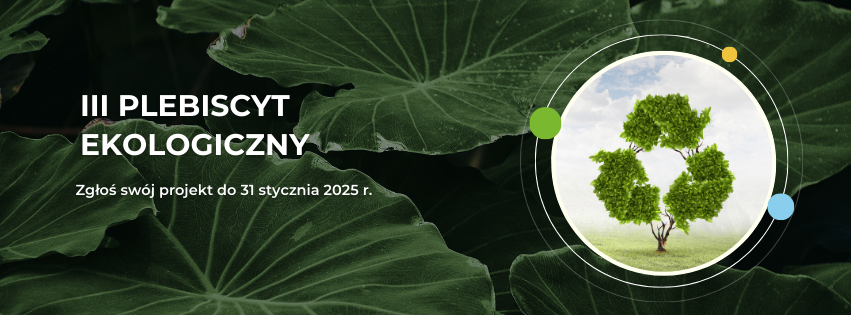 III PLEBISCYT
EKOLOGICZNY
Zgłoś swój projekt do 31 stycznia 2025 r.